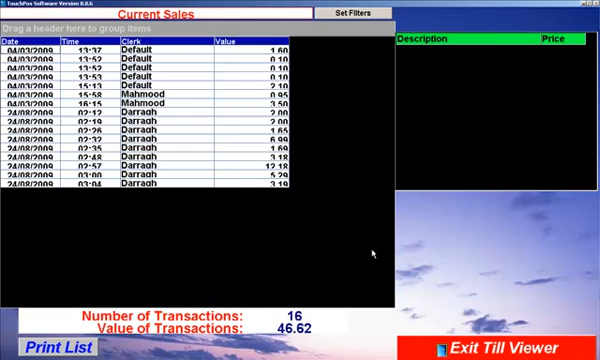 TouchPos Software Version 8.8.6
Current Sales
Set Filters
Drag a header here to group items
Date Time Clerk Value
04/03/2009 13:37 Default 1.60
04/03/2009 13:52 Default 0.10
04/03/2009 13:52 Default 0.10
04/03/2009 13:53 Default 0.10
04/03/2009 15:13 Default 2.10
04/03/2009 15:58 Mahmood 0.95
04/03/2009 16:15 Mahmood 3.50
24/08/2009 02:12 Darragh 2.00
24/08/2009 02:19 Darragh 2.00
24/08/2009 02:26 Darragh 1.65
24/08/2009 02:32 Darragh 6.99
24/08/2009 02:35 Darragh 1.69
24/08/2009 02:48 Darragh 3.18
24/08/2009 02:57 Darragh 12.18
24/08/2009 03:00 Darragh 5.29
24/08/2009 03:04 Darragh 3.19
Description Price
Number of Transactions: 16
Value of Transactions: 46.62
Print List
Exit Till Viewer